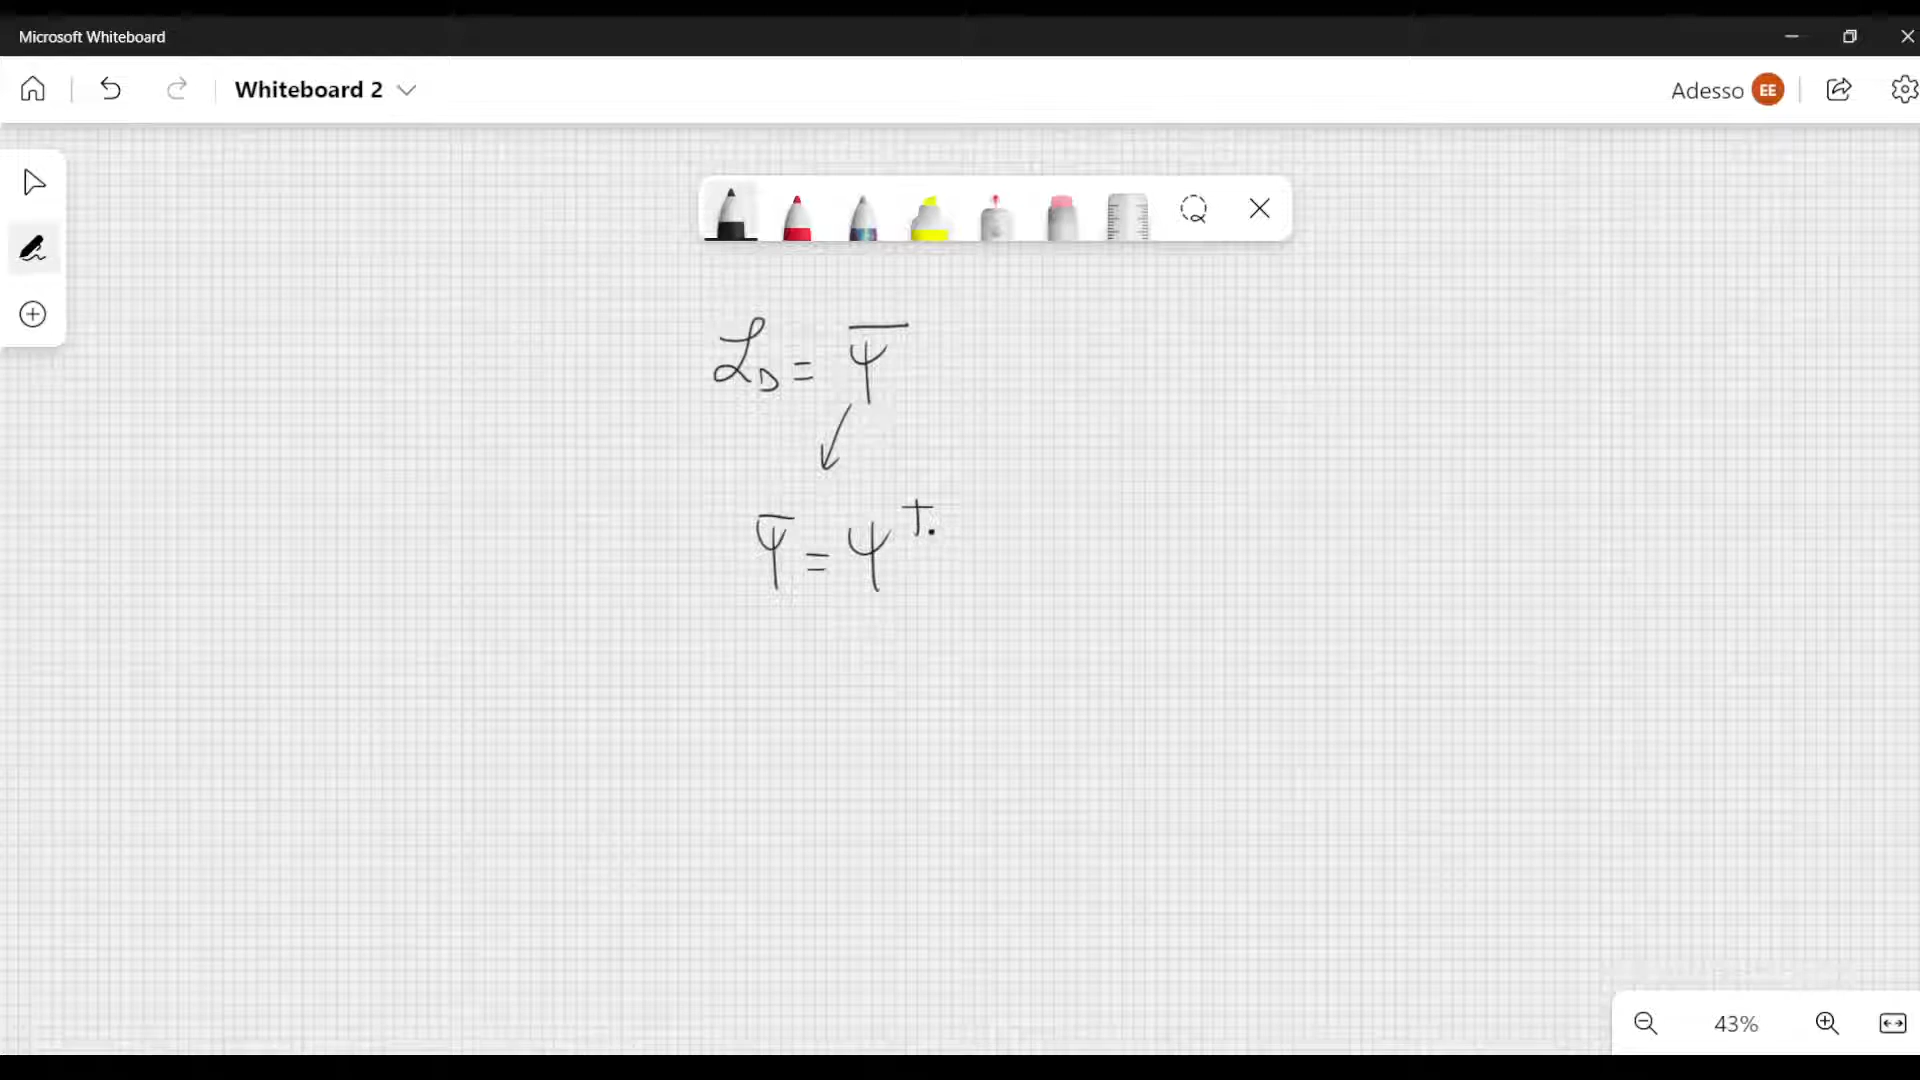 Microsoft Whiteboard
Whiteboard 2
Adesso EE
ℒ_D = ψ̅
ψ̅ = ψ†
43%